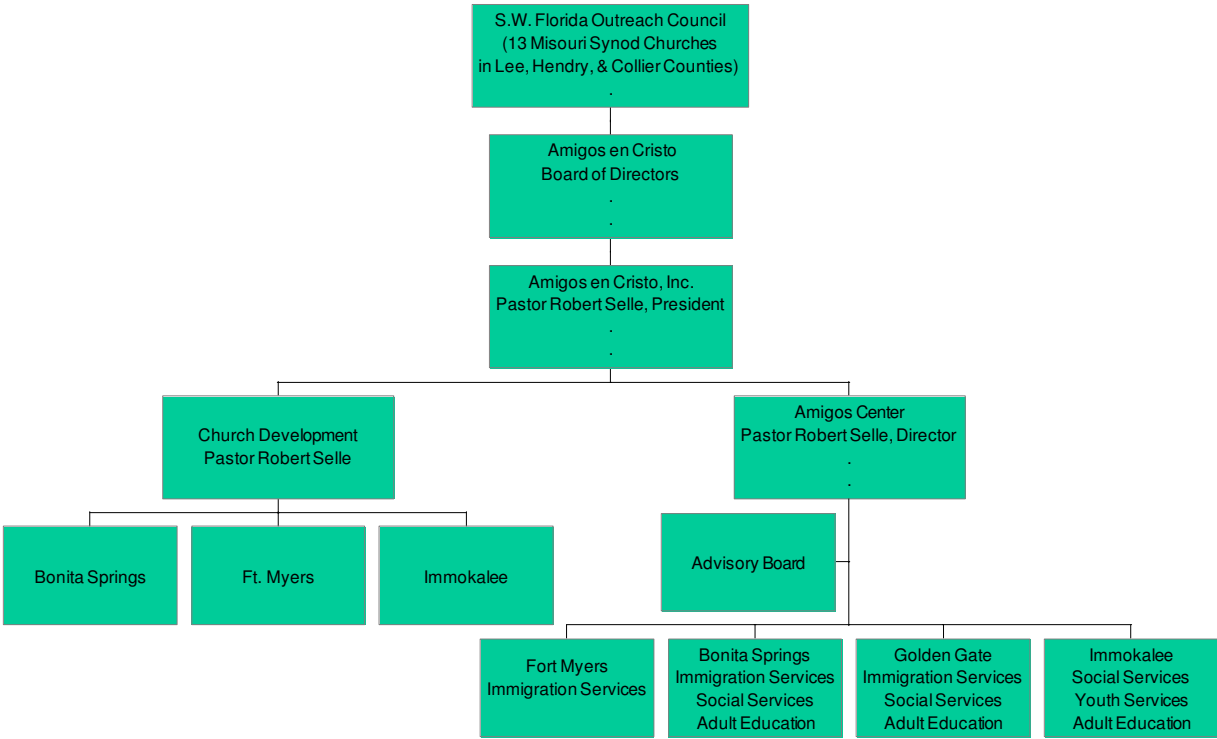 S.W. Florida Outreach Council
(13 Misouri Synod Churches
in Lee, Hendry, & Collier Counties)
.
Amigos en Cristo
Board of Directors
.
.
Amigos en Cristo, Inc.
Pastor Robert Selle, President
.
.
Church Development
Pastor Robert Selle
Amigos Center
Pastor Robert Selle, Director
.
.
Bonita Springs
Ft. Myers
Immokalee
Advisory Board
Fort Myers
Immigration Services
Bonita Springs
Immigration Services
Social Services
Adult Education
Golden Gate
Immigration Services
Social Services
Adult Education
Immokalee
Social Services
Youth Services
Adult Education